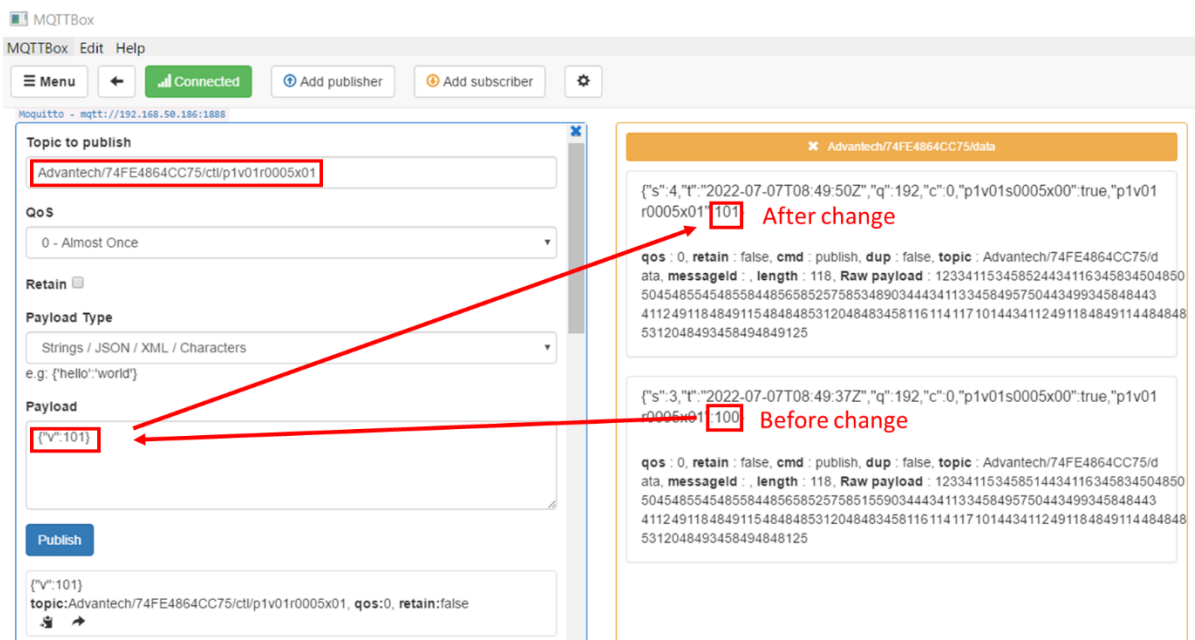 MQTTBox
MQTTBox Edit Help
Menu Connected Add publisher Add subscriber
Moquitto - mqtt://192.168.50.186:1888
Topic to publish
Advantech/74FE4864CC75/ctl/p1v01r0005x01
QoS
0 - Almost Once
Retain
Payload Type
Strings / JSON / XML / Characters
e.g: {'hello':'world'}
Payload
{"v":101}
Publish
{"v":101}
topic:Advantech/74FE4864CC75/ctl/p1v01r0005x01, qos:0, retain:false
Advantech/74FE4864CC75/data
{"s":4,"t":"2022-07-07T08:49:50Z","q":192,"c":0,"p1v01s0005x00":true,"p1v01
r0005x01":101}
After change
qos : 0, retain : false, cmd : publish, dup : false, topic : Advantech/74FE4864CC75/d
ata, messageId : , length : 118, Raw payload :
5312048493458494849125
{"s":3,"t":"2022-07-07T08:49:37Z","q":192,"c":0,"p1v01s0005x00":true,"p1v01
r0005x01":100}
Before change
qos : 0, retain : false, cmd : publish, dup : false, topic : Advantech/74FE4864CC75/d
ata, messageId : , length : 118, Raw payload :
5312048493458494848125